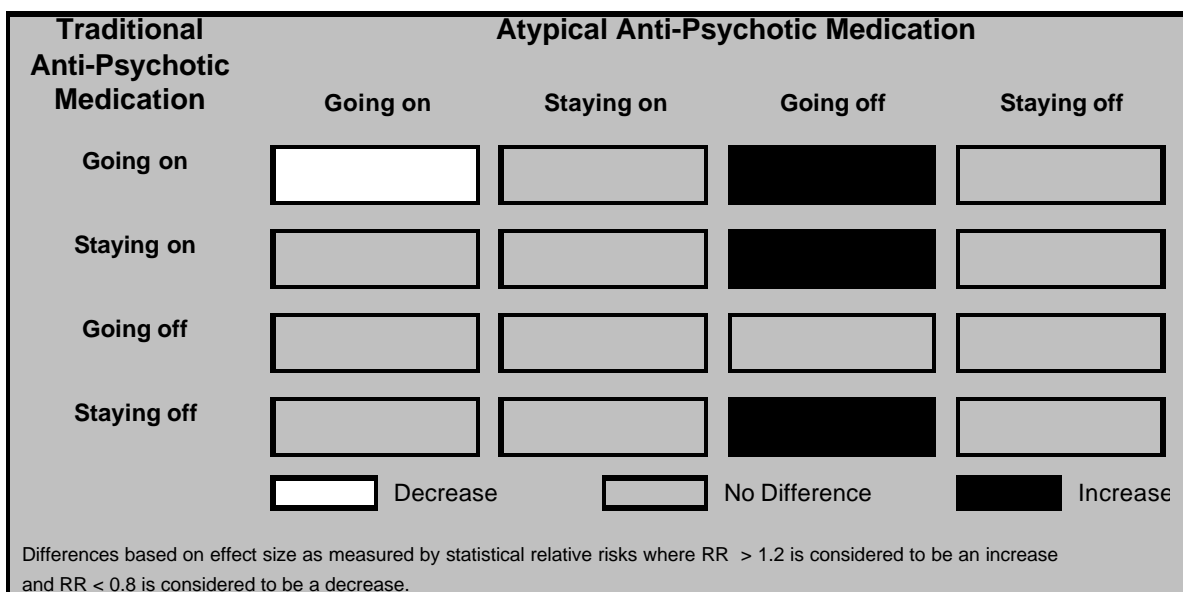 Traditional
Anti-Psychotic
Medication
Atypical Anti-Psychotic Medication
Going on Staying on Going off Staying off
Going on
Staying on
Going off
Staying off
Decrease No Difference Increase
Differences based on effect size as measured by statistical relative risks where RR > 1.2 is considered to be an increase
and RR < 0.8 is considered to be a decrease.